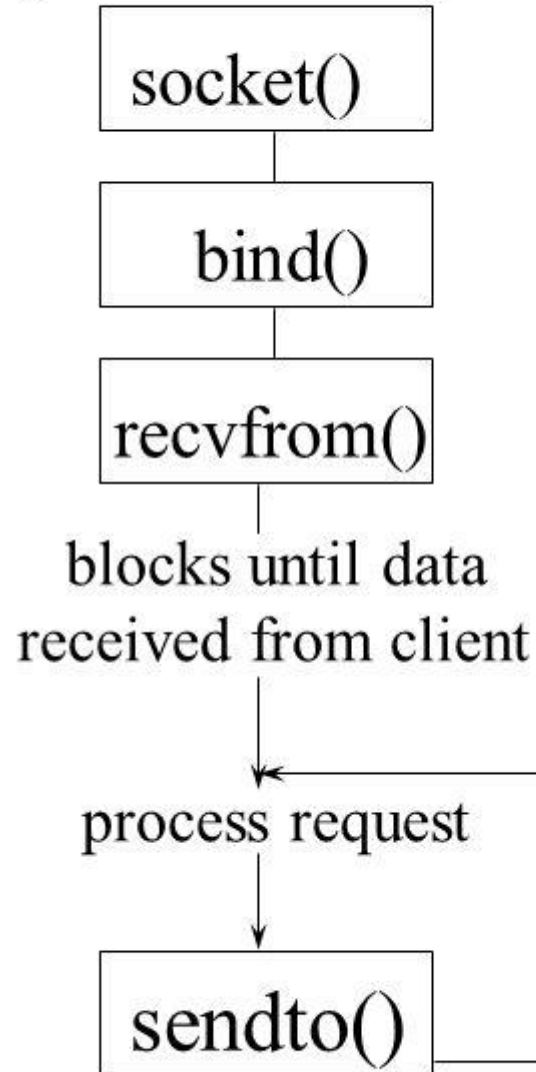 socket()
bind()
recvfrom()
blocks until data
received from client
process request
sendto()